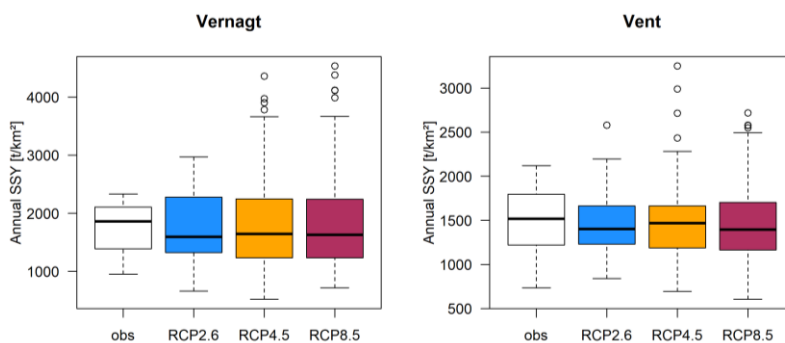 Vernagt
Annual SSY [t/km²]
4000
3000
2000
1000
obs RCP2.6 RCP4.5 RCP8.5
Vent
Annual SSY [t/km²]
3000
2500
2000
1500
1000
500
obs RCP2.6 RCP4.5 RCP8.5